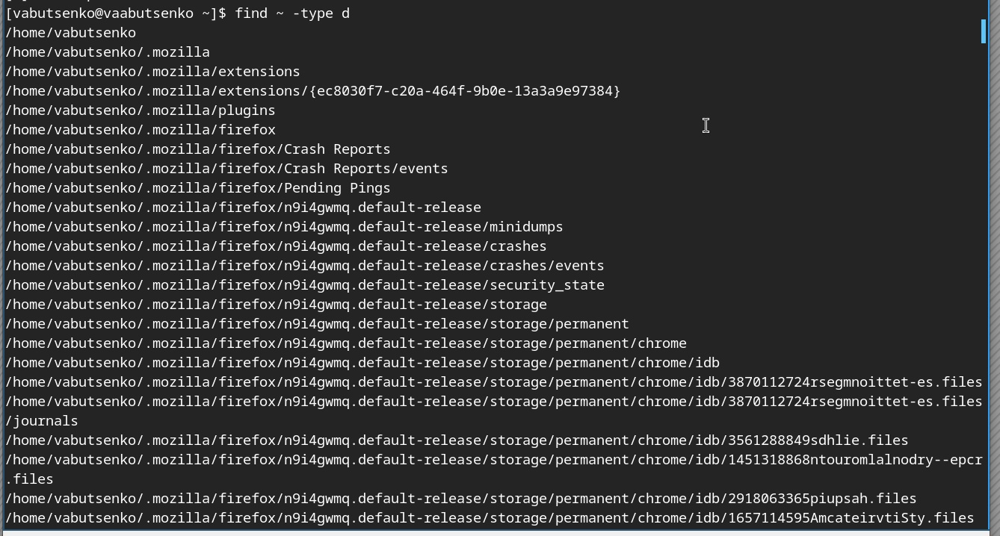 [vabutsenko@vaabutsenko ~]$ find ~ -type d
/home/vabutsenko
/home/vabutsenko/.mozilla
/home/vabutsenko/.mozilla/extensions
/home/vabutsenko/.mozilla/extensions/{ec8030f7-c20a-464f-9b0e-13a3a9e97384}
/home/vabutsenko/.mozilla/plugins
/home/vabutsenko/.mozilla/firefox
/home/vabutsenko/.mozilla/firefox/Crash Reports
/home/vabutsenko/.mozilla/firefox/Crash Reports/events
/home/vabutsenko/.mozilla/firefox/Pending Pings
/home/vabutsenko/.mozilla/firefox/n9i4gwmq.default-release
/home/vabutsenko/.mozilla/firefox/n9i4gwmq.default-release/minidumps
/home/vabutsenko/.mozilla/firefox/n9i4gwmq.default-release/crashes
/home/vabutsenko/.mozilla/firefox/n9i4gwmq.default-release/crashes/events
/home/vabutsenko/.mozilla/firefox/n9i4gwmq.default-release/security_state
/home/vabutsenko/.mozilla/firefox/n9i4gwmq.default-release/storage
/home/vabutsenko/.mozilla/firefox/n9i4gwmq.default-release/storage/permanent
/home/vabutsenko/.mozilla/firefox/n9i4gwmq.default-release/storage/permanent/chrome
/home/vabutsenko/.mozilla/firefox/n9i4gwmq.default-release/storage/permanent/chrome/idb
/home/vabutsenko/.mozilla/firefox/n9i4gwmq.default-release/storage/permanent/chrome/idb/3870112724rsegmnoittet-es.files
/home/vabutsenko/.mozilla/firefox/n9i4gwmq.default-release/storage/permanent/chrome/idb/3870112724rsegmnoittet-es.files
/journals
/home/vabutsenko/.mozilla/firefox/n9i4gwmq.default-release/storage/permanent/chrome/idb/3561288849sdhlie.files
/home/vabutsenko/.mozilla/firefox/n9i4gwmq.default-release/storage/permanent/chrome/idb/1451318868ntouromlalnodry--epcr
.files
/home/vabutsenko/.mozilla/firefox/n9i4gwmq.default-release/storage/permanent/chrome/idb/2918063365piupsah.files
/home/vabutsenko/.mozilla/firefox/n9i4gwmq.default-release/storage/permanent/chrome/idb/1657114595AmcateirvtiSty.files